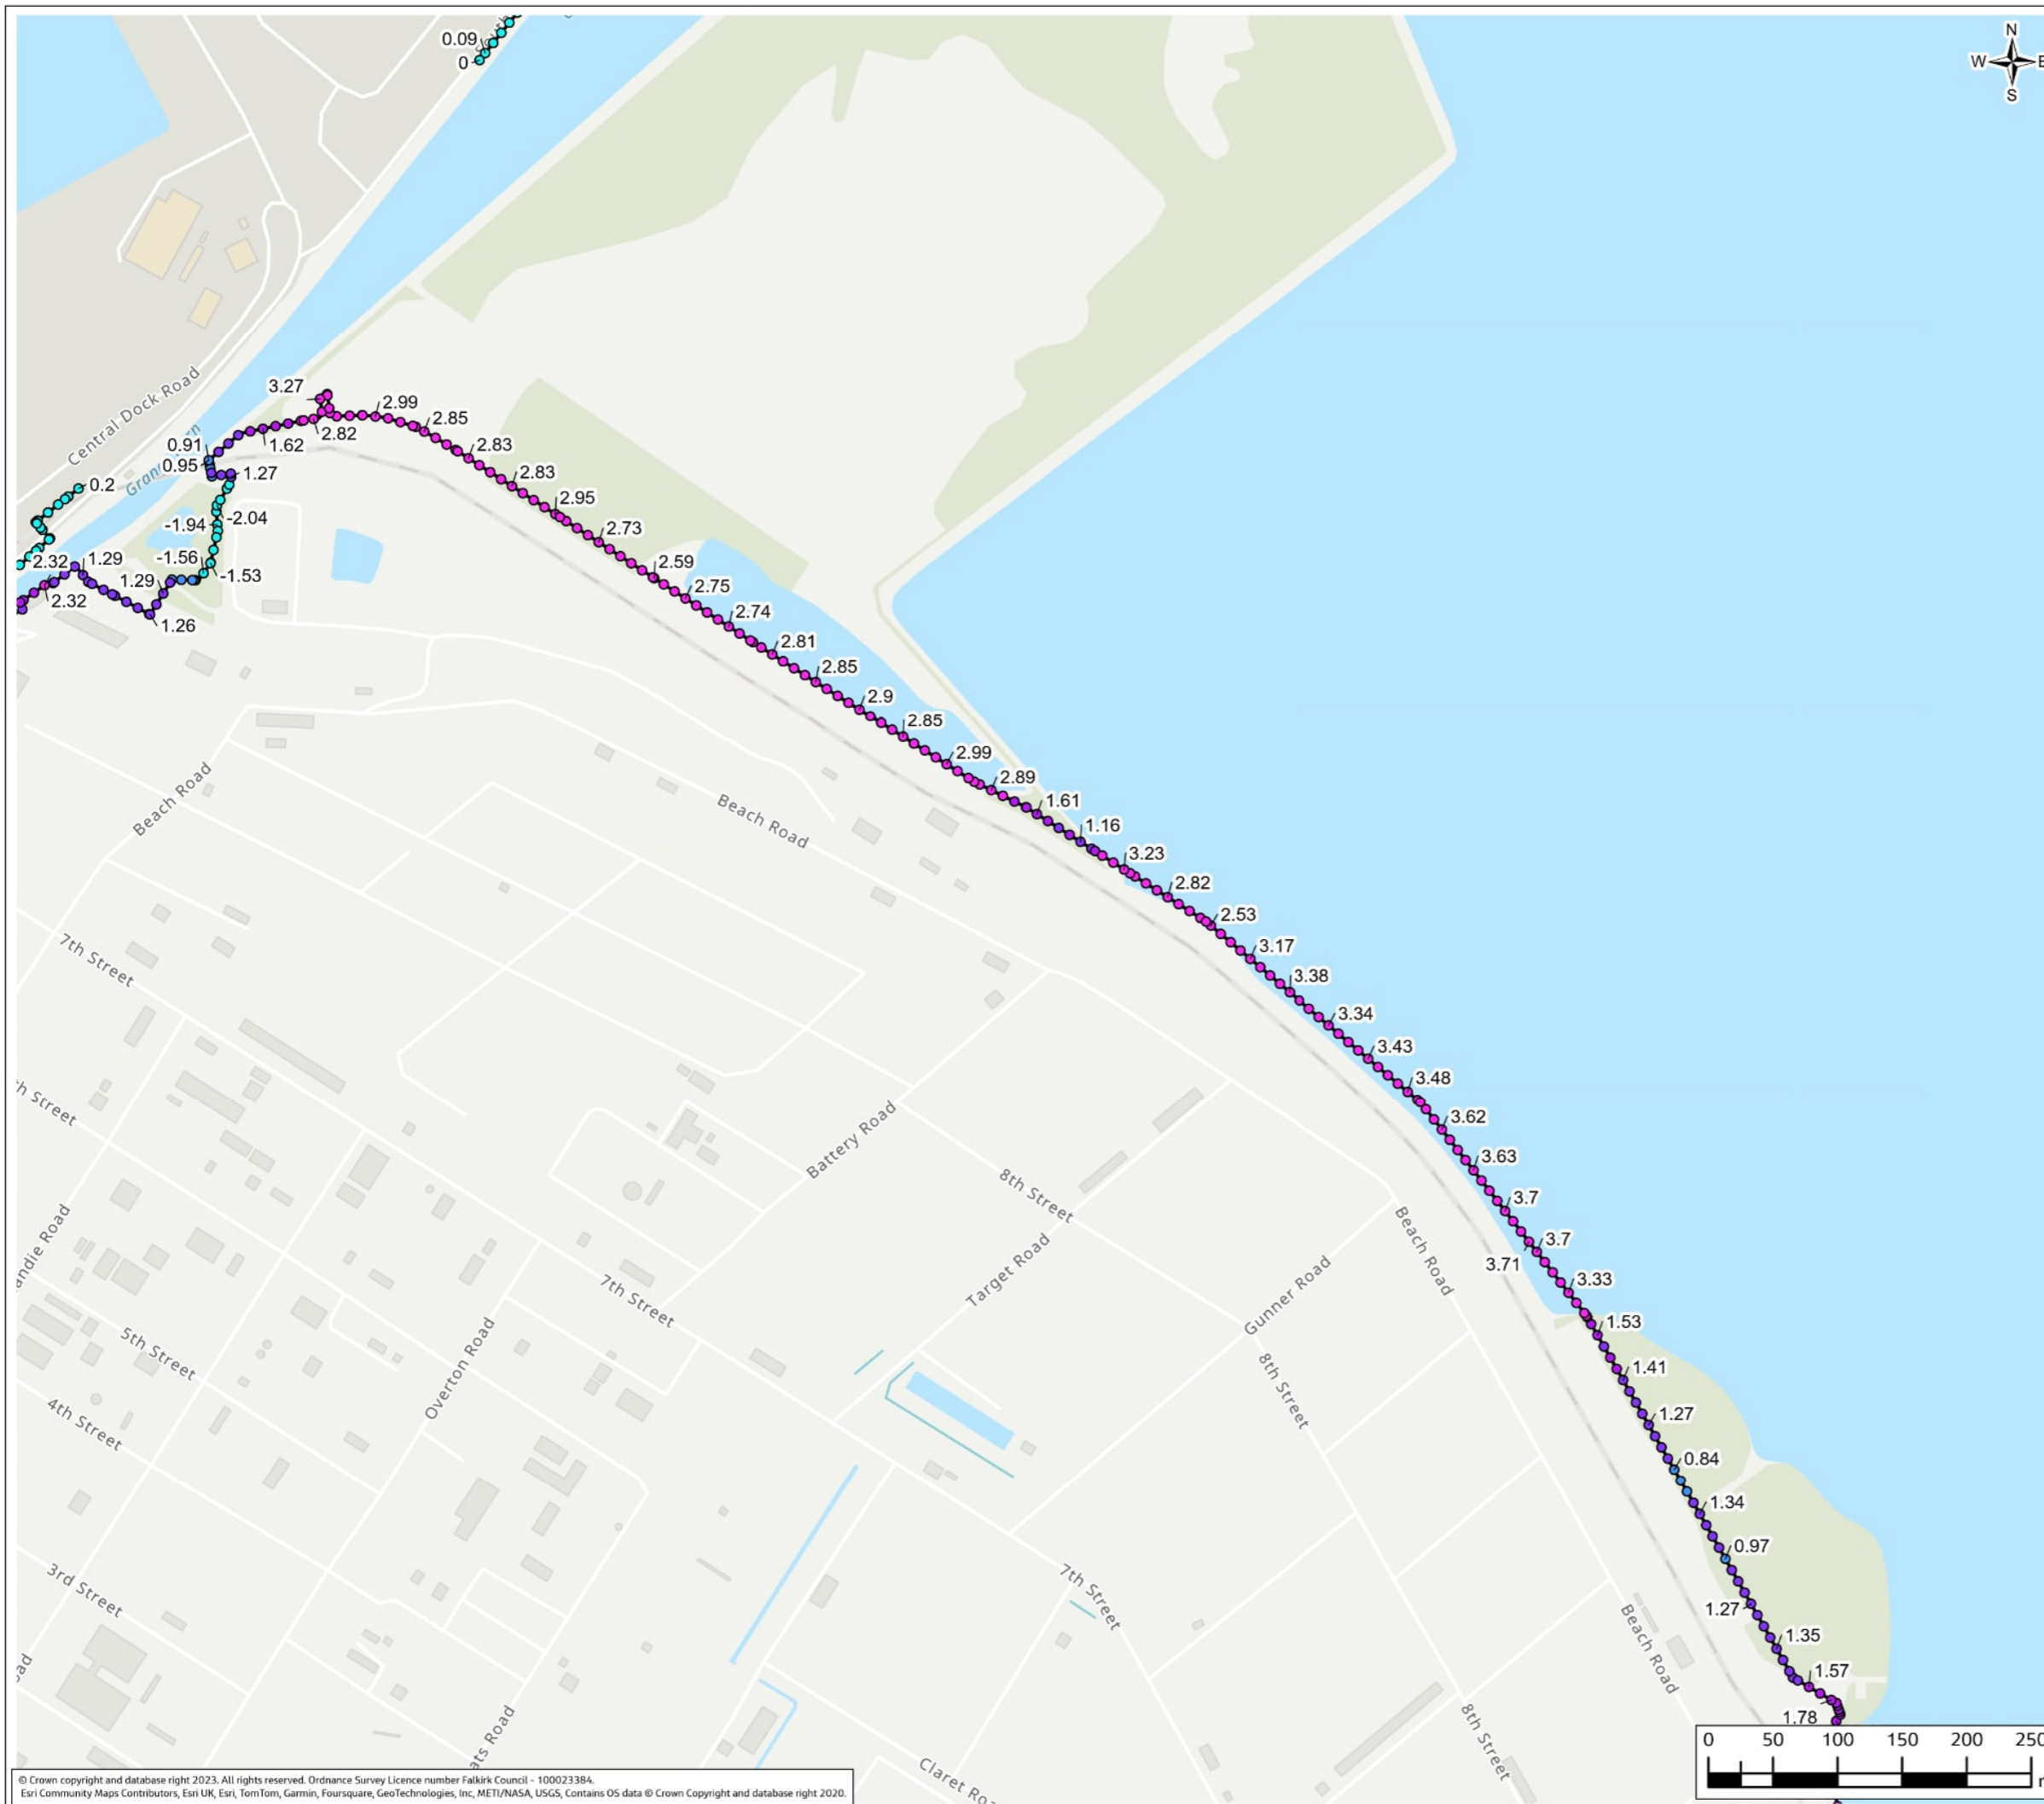 0.09
0
N
W
E
S
Central Dock Road
3.27
2.99
2.85
2.82
2.83
1.62
0.91
0.95
1.27
2.83
0.2
2.95
-1.94
-2.04
2.73
2.32
1.29
-1.56
-1.53
2.59
1.29
2.75
2.32
1.26
2.74
2.81
2.85
2.9
2.85
2.99
2.89
1.61
1.16
3.23
2.82
2.53
3.17
3.38
3.34
3.43
3.48
3.62
3.63
3.7
3.7
3.71
3.33
1.53
1.41
1.27
0.84
1.34
0.97
1.27
1.35
1.57
1.78
Beach Road
Beach Road
7th Street
Street
Battery Road
8th Street
Target Road
Beach Road
Gunner Road
7th Street
5th Street
Overton Road
8th Street
4th Street
3rd Street
7th Street
Beach Road
8th Street
Road
Claret
0 50 100 150 200 250
© Crown copyright and database right 2023. All rights reserved. Ordnance Survey Licence number Falkirk Council - 100023384.
Esri Community Maps Contributors, Esri UK, Esri, TomTom, Garmin, Foursquare, GeoTechnologies, Inc, METI/NASA, USGS, Contains OS data © Crown Copyright and database right 2020.